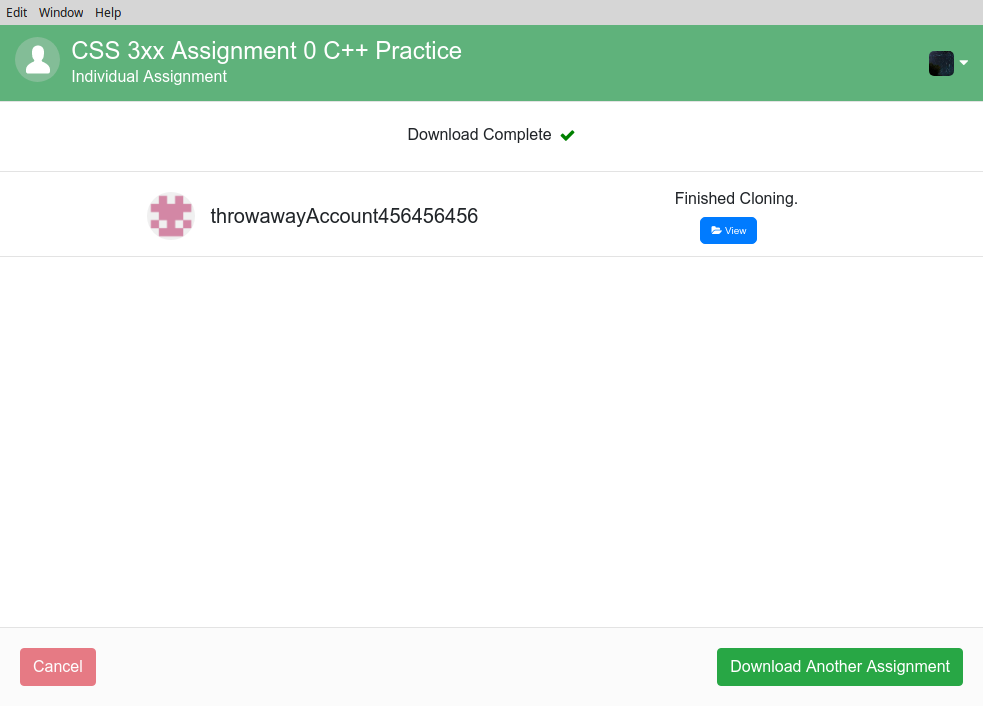 Edit Window Help
CSS 3xx Assignment 0 C++ Practice
Individual Assignment
Download Complete
throwawayAccount456456456
Finished Cloning.
View
Cancel
Download Another Assignment